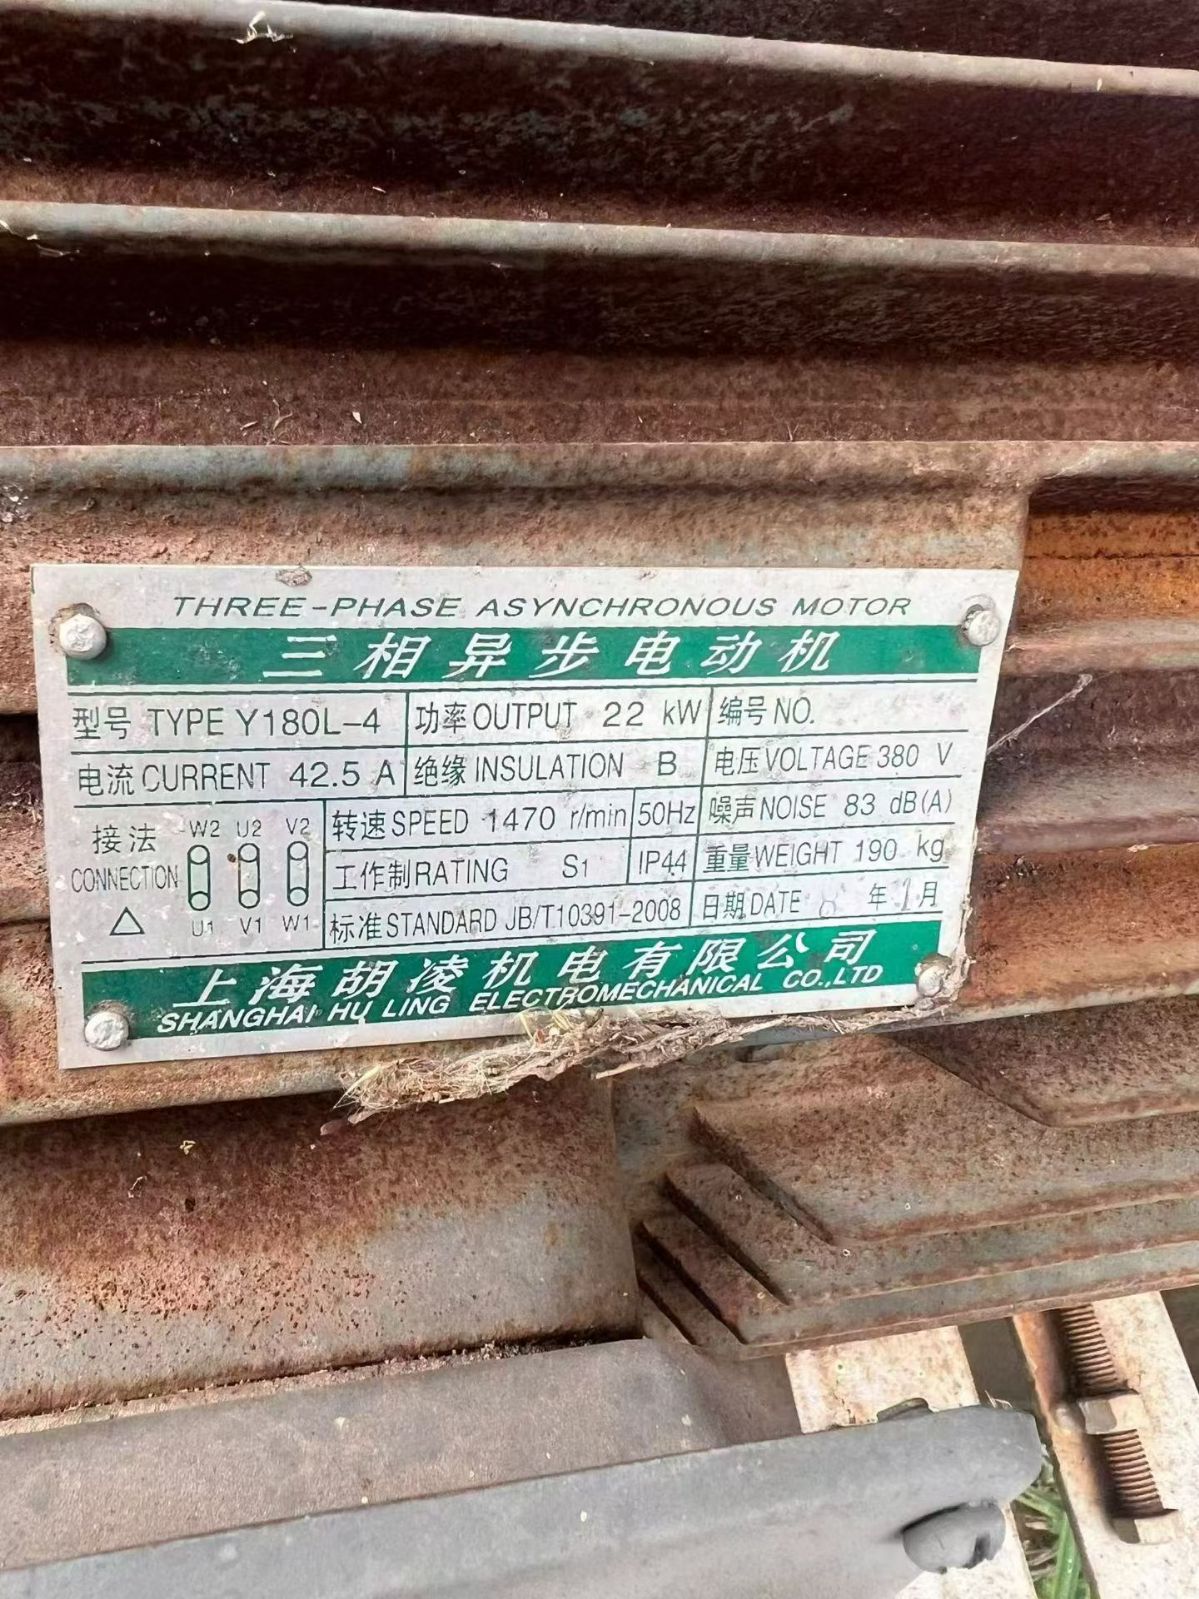 THREE-PHASE ASYNCHRONOUS MOTOR
三相异步电动机
型号 TYPE Y180L-4 功率 OUTPUT 22 kW 编号 NO.
电流 CURRENT 42.5 A 绝缘 INSULATION B 电压 VOLTAGE 380 V
接法 CONNECTION △
W2 U2 V2
U1 V1 W1
转速 SPEED 1470 r/min 50Hz 噪声 NOISE 83 dB(A)
工作制 RATING S1 IP44 重量 WEIGHT 190 kg
标准 STANDARD JB/T10391-2008 日期 DATE 年 1月
上海胡凌机电有限公司
SHANGHAI HU LING ELECTROMECHANICAL CO.,LTD